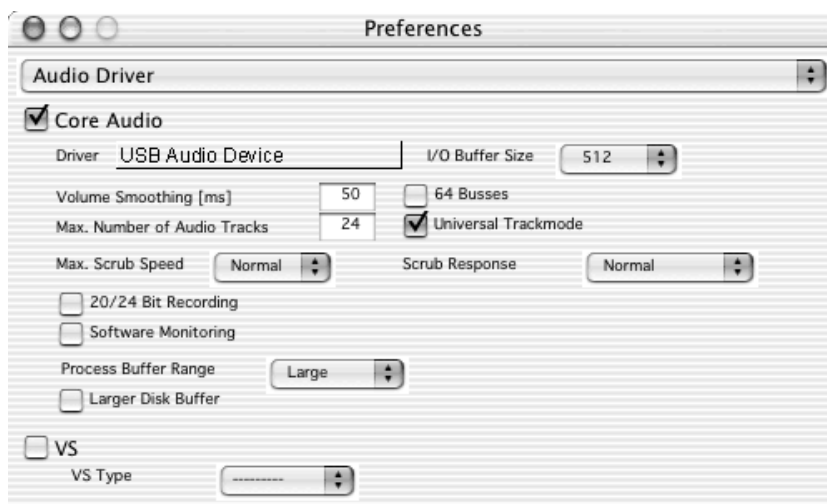 Preferences
Audio Driver
Core Audio
Driver USB Audio Device I/O Buffer Size 512
Volume Smoothing [ms] 50 64 Busses
Max. Number of Audio Tracks 24 Universal Trackmode
Max. Scrub Speed Normal Scrub Response Normal
20/24 Bit Recording
Software Monitoring
Process Buffer Range Large
Larger Disk Buffer
VS
VS Type ---------